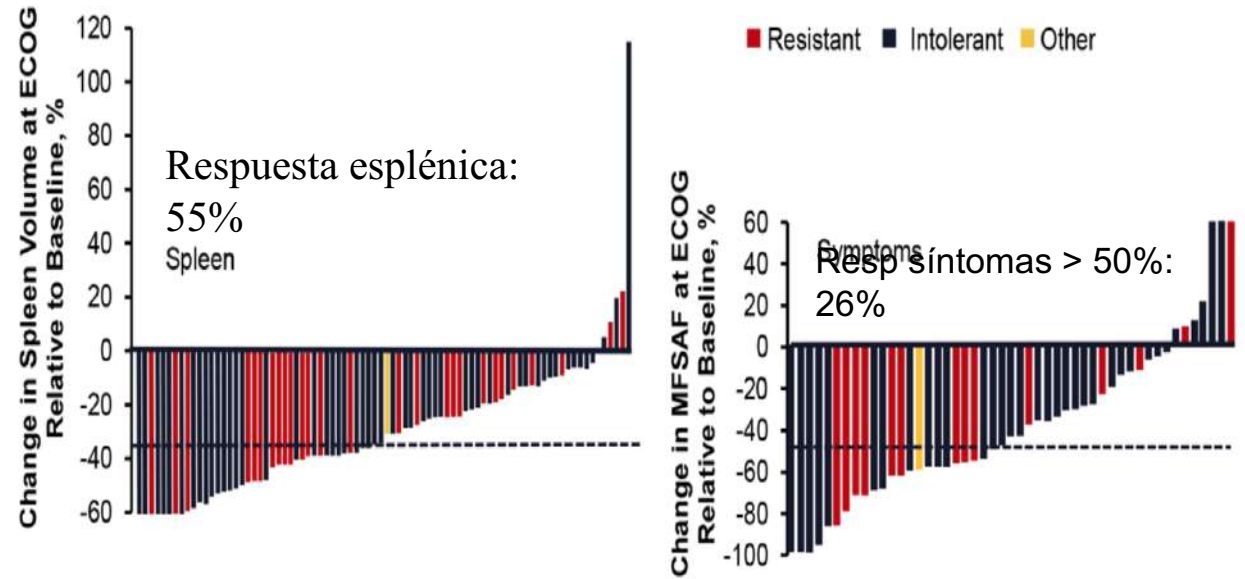 Change in Spleen Volume at ECOG
Relative to Baseline, %
120
100
80
60
40
20
0
-20
-40
-60
Respuesta esplénica:
55%
Spleen
Resistant Intolerant Other
Change in MFSAF at ECOG
Relative to Baseline, %
60
40
20
0
-20
-40
-60
-80
-100
Symptoms
Resp síntomas > 50%:
26%